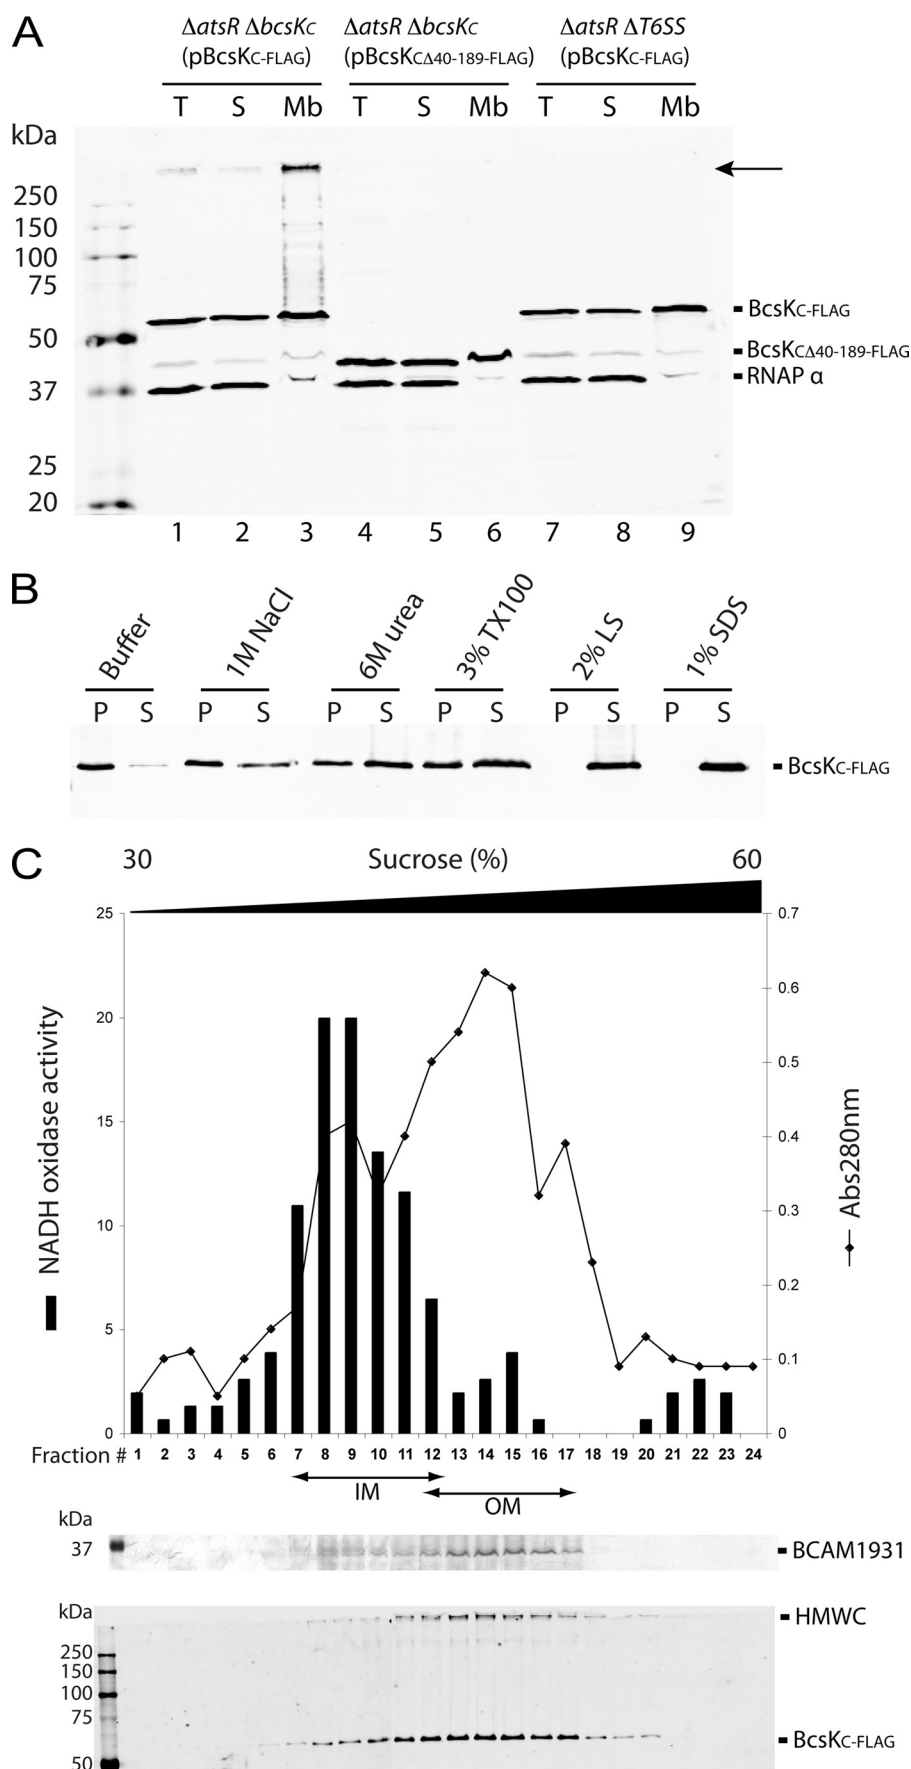 A
ΔatsR ΔbcsKC ΔatsR ΔbcsKC ΔatsR ΔT6SS
(pBcsKC-FLAG) (pBcsKCΔ40-189-FLAG) (pBcsKC-FLAG)
T S Mb T S Mb T S Mb
kDa
250
150
100
75
50
37
25
20
BcsKC-FLAG
BcsKCΔ40-189-FLAG
RNAP α
1 2 3 4 5 6 7 8 9
B
Buffer 1M NaCl 6M urea 3% TX100 2% LS 1% SDS
P S P S P S P S P S P S
BcsKC-FLAG
C
30 Sucrose (%) 60
NADH oxidase activity
25
20
15
10
5
0
0.7
0.6
0.5
0.4
0.3
0.2
0.1
0
Abs280nm
Fraction # 1 2 3 4 5 6 7 8 9 10 11 12 13 14 15 16 17 18 19 20 21 22 23 24
IM
OM
kDa
37 BCAM1931
kDa
HMWC
250
150
100
75
BcsKC-FLAG
50